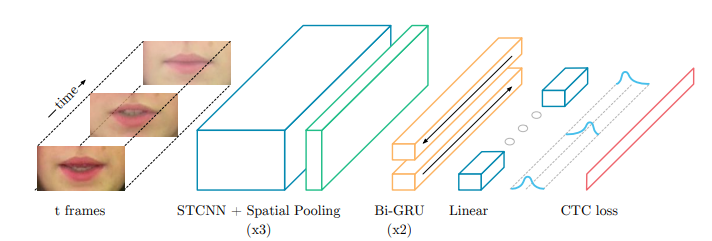 time
t frames
STCNN + Spatial Pooling
(x3)
Bi-GRU
(x2)
Linear
CTC loss